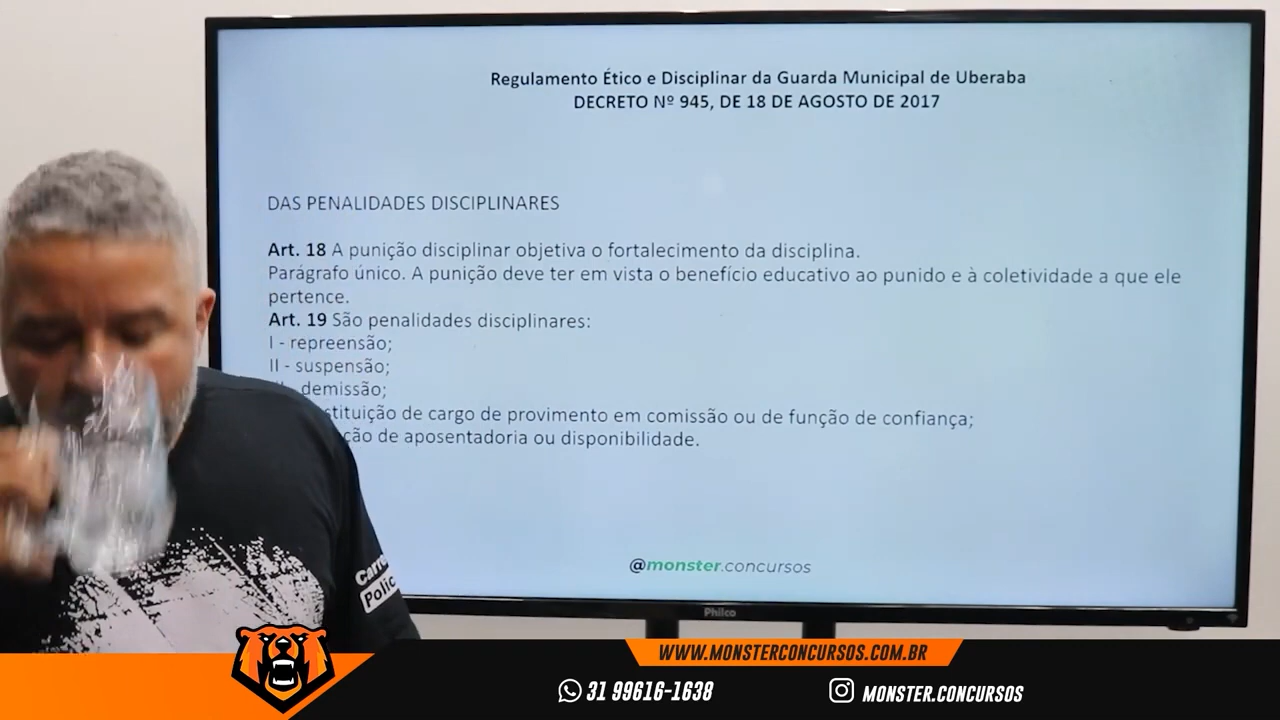 Regulamento Ético e Disciplinar da Guarda Municipal de Uberaba
DECRETO Nº 945, DE 18 DE AGOSTO DE 2017
DAS PENALIDADES DISCIPLINARES
Art. 18 A punição disciplinar objetiva o fortalecimento da disciplina.
Parágrafo único. A punição deve ter em vista o benefício educativo ao punido e à coletividade a que ele
pertence.
Art. 19 São penalidades disciplinares:
I - repreensão;
II - suspensão;
demissão;
de cargo de provimento em comissão ou de função de confiança;
de aposentadoria ou disponibilidade.
@monster.concursos
Philco
WWW.MONSTERCONCURSOS.COM.BR
31 99616-1638
MONSTER.CONCURSOS